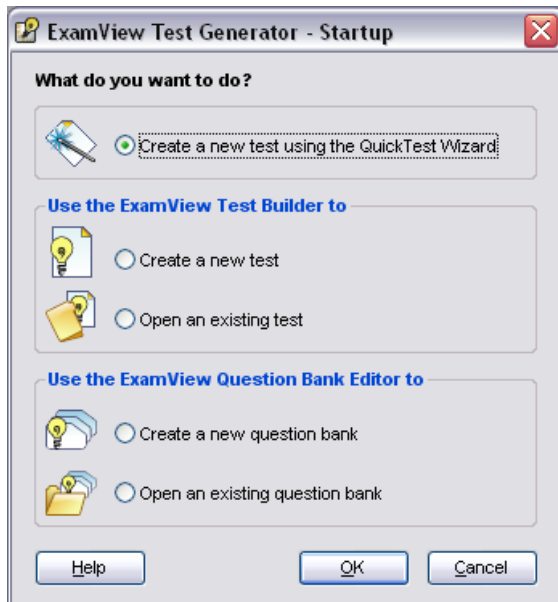 ExamView Test Generator - Startup
What do you want to do?
Create a new test using the QuickTest Wizard
Use the ExamView Test Builder to
Create a new test
Open an existing test
Use the ExamView Question Bank Editor to
Create a new question bank
Open an existing question bank
Help OK Cancel